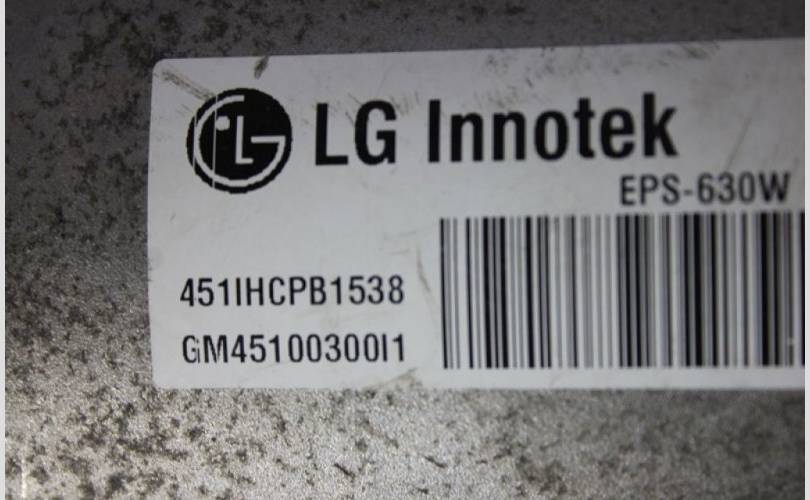 LG Innotek
EPS-630W
451IHCPB1538
GM45100300I1